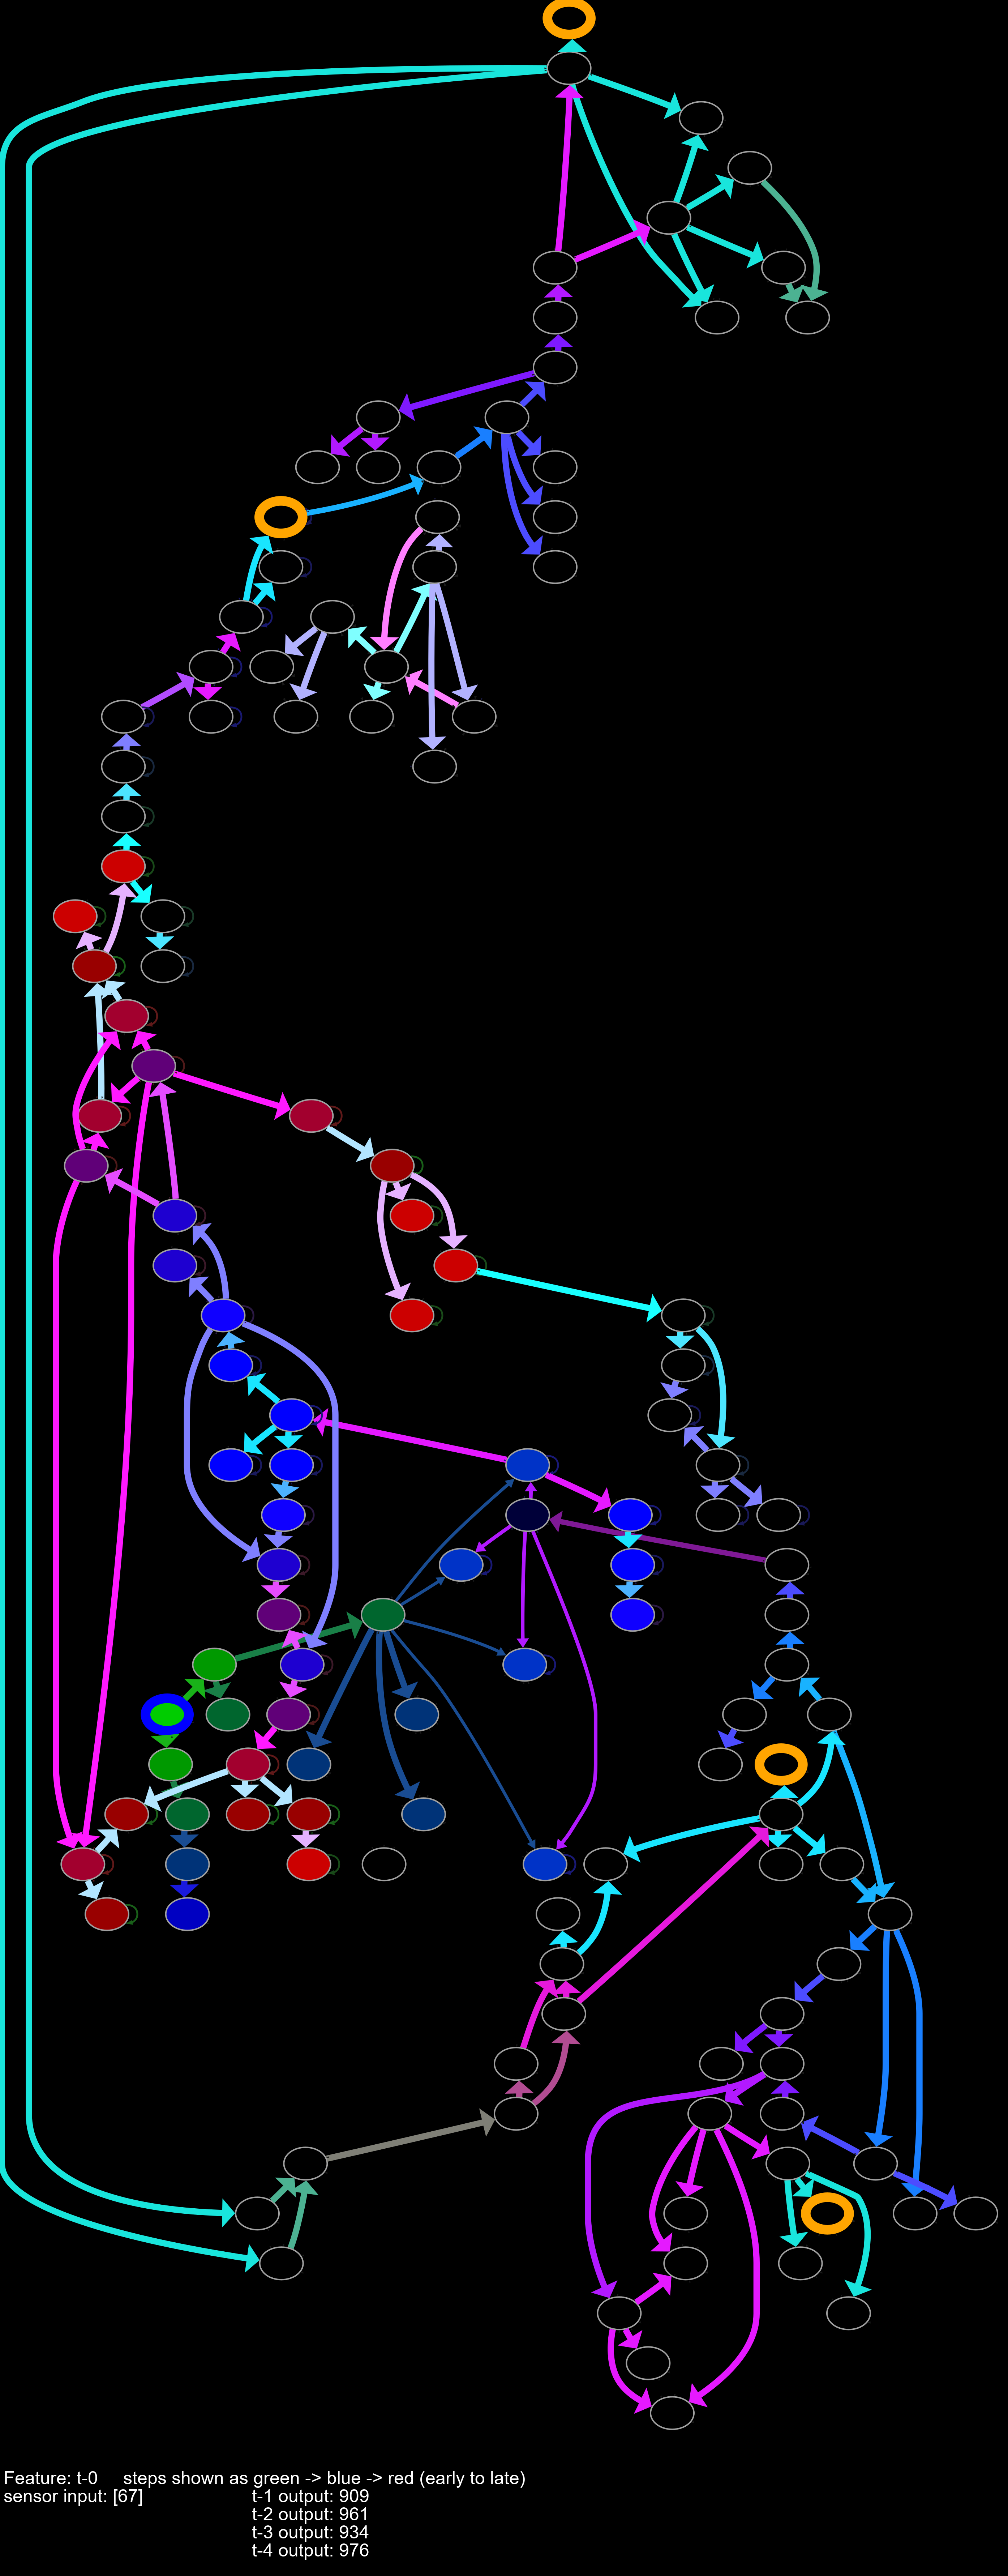 Feature: t-0 steps shown as green -> blue -> red (early to late)
sensor input: [67] t-1 output: 909
t-2 output: 961
t-3 output: 934
t-4 output: 976